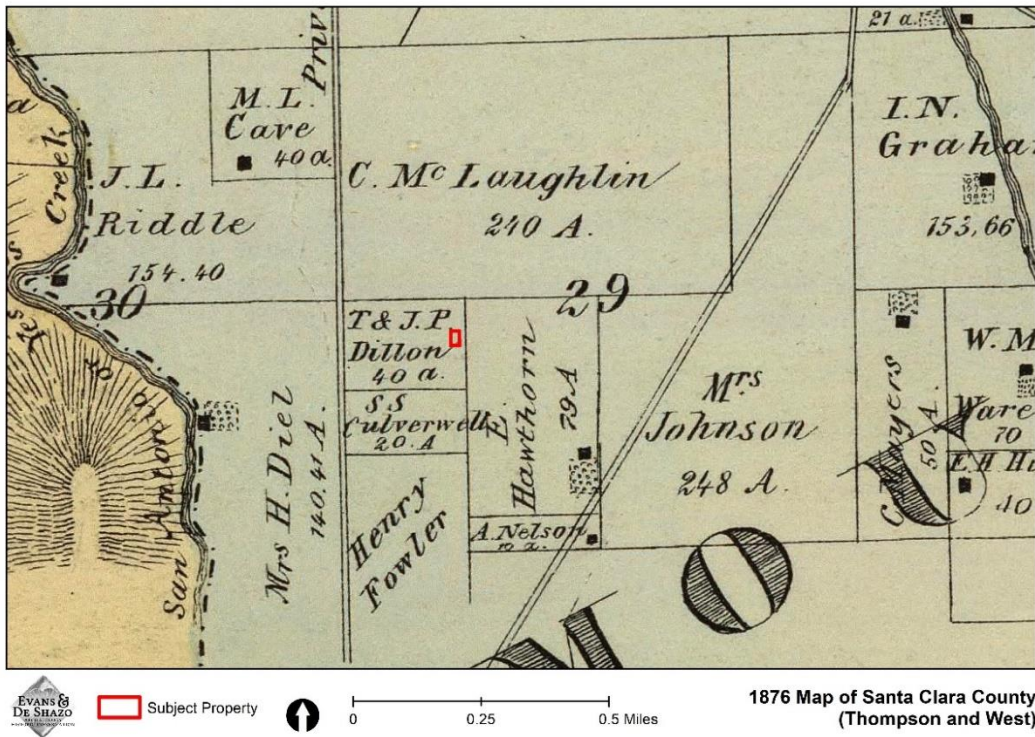 21 a.
Priv
M. L.
Cave
40 a.
I. N.
Graha
153,66
Creek
J. L.
Riddle
154.40
C. Mc Laughlin
240 A.
30
29
T & J. P.
Dillon
40 a.
S S
Culverwell
20. A
E.
Hawthorn
79 A
Mrs
Johnson
248 A.
50 A.
W. M
Ware
70
E. H. H
40
Mrs H. Diel
140.41 A.
Henry
Fowler
A. Nelson
San Antonio
M
O
EVANS &
DE SHAZO
Subject Property
0 0.25 0.5 Miles
1876 Map of Santa Clara County
(Thompson and West)